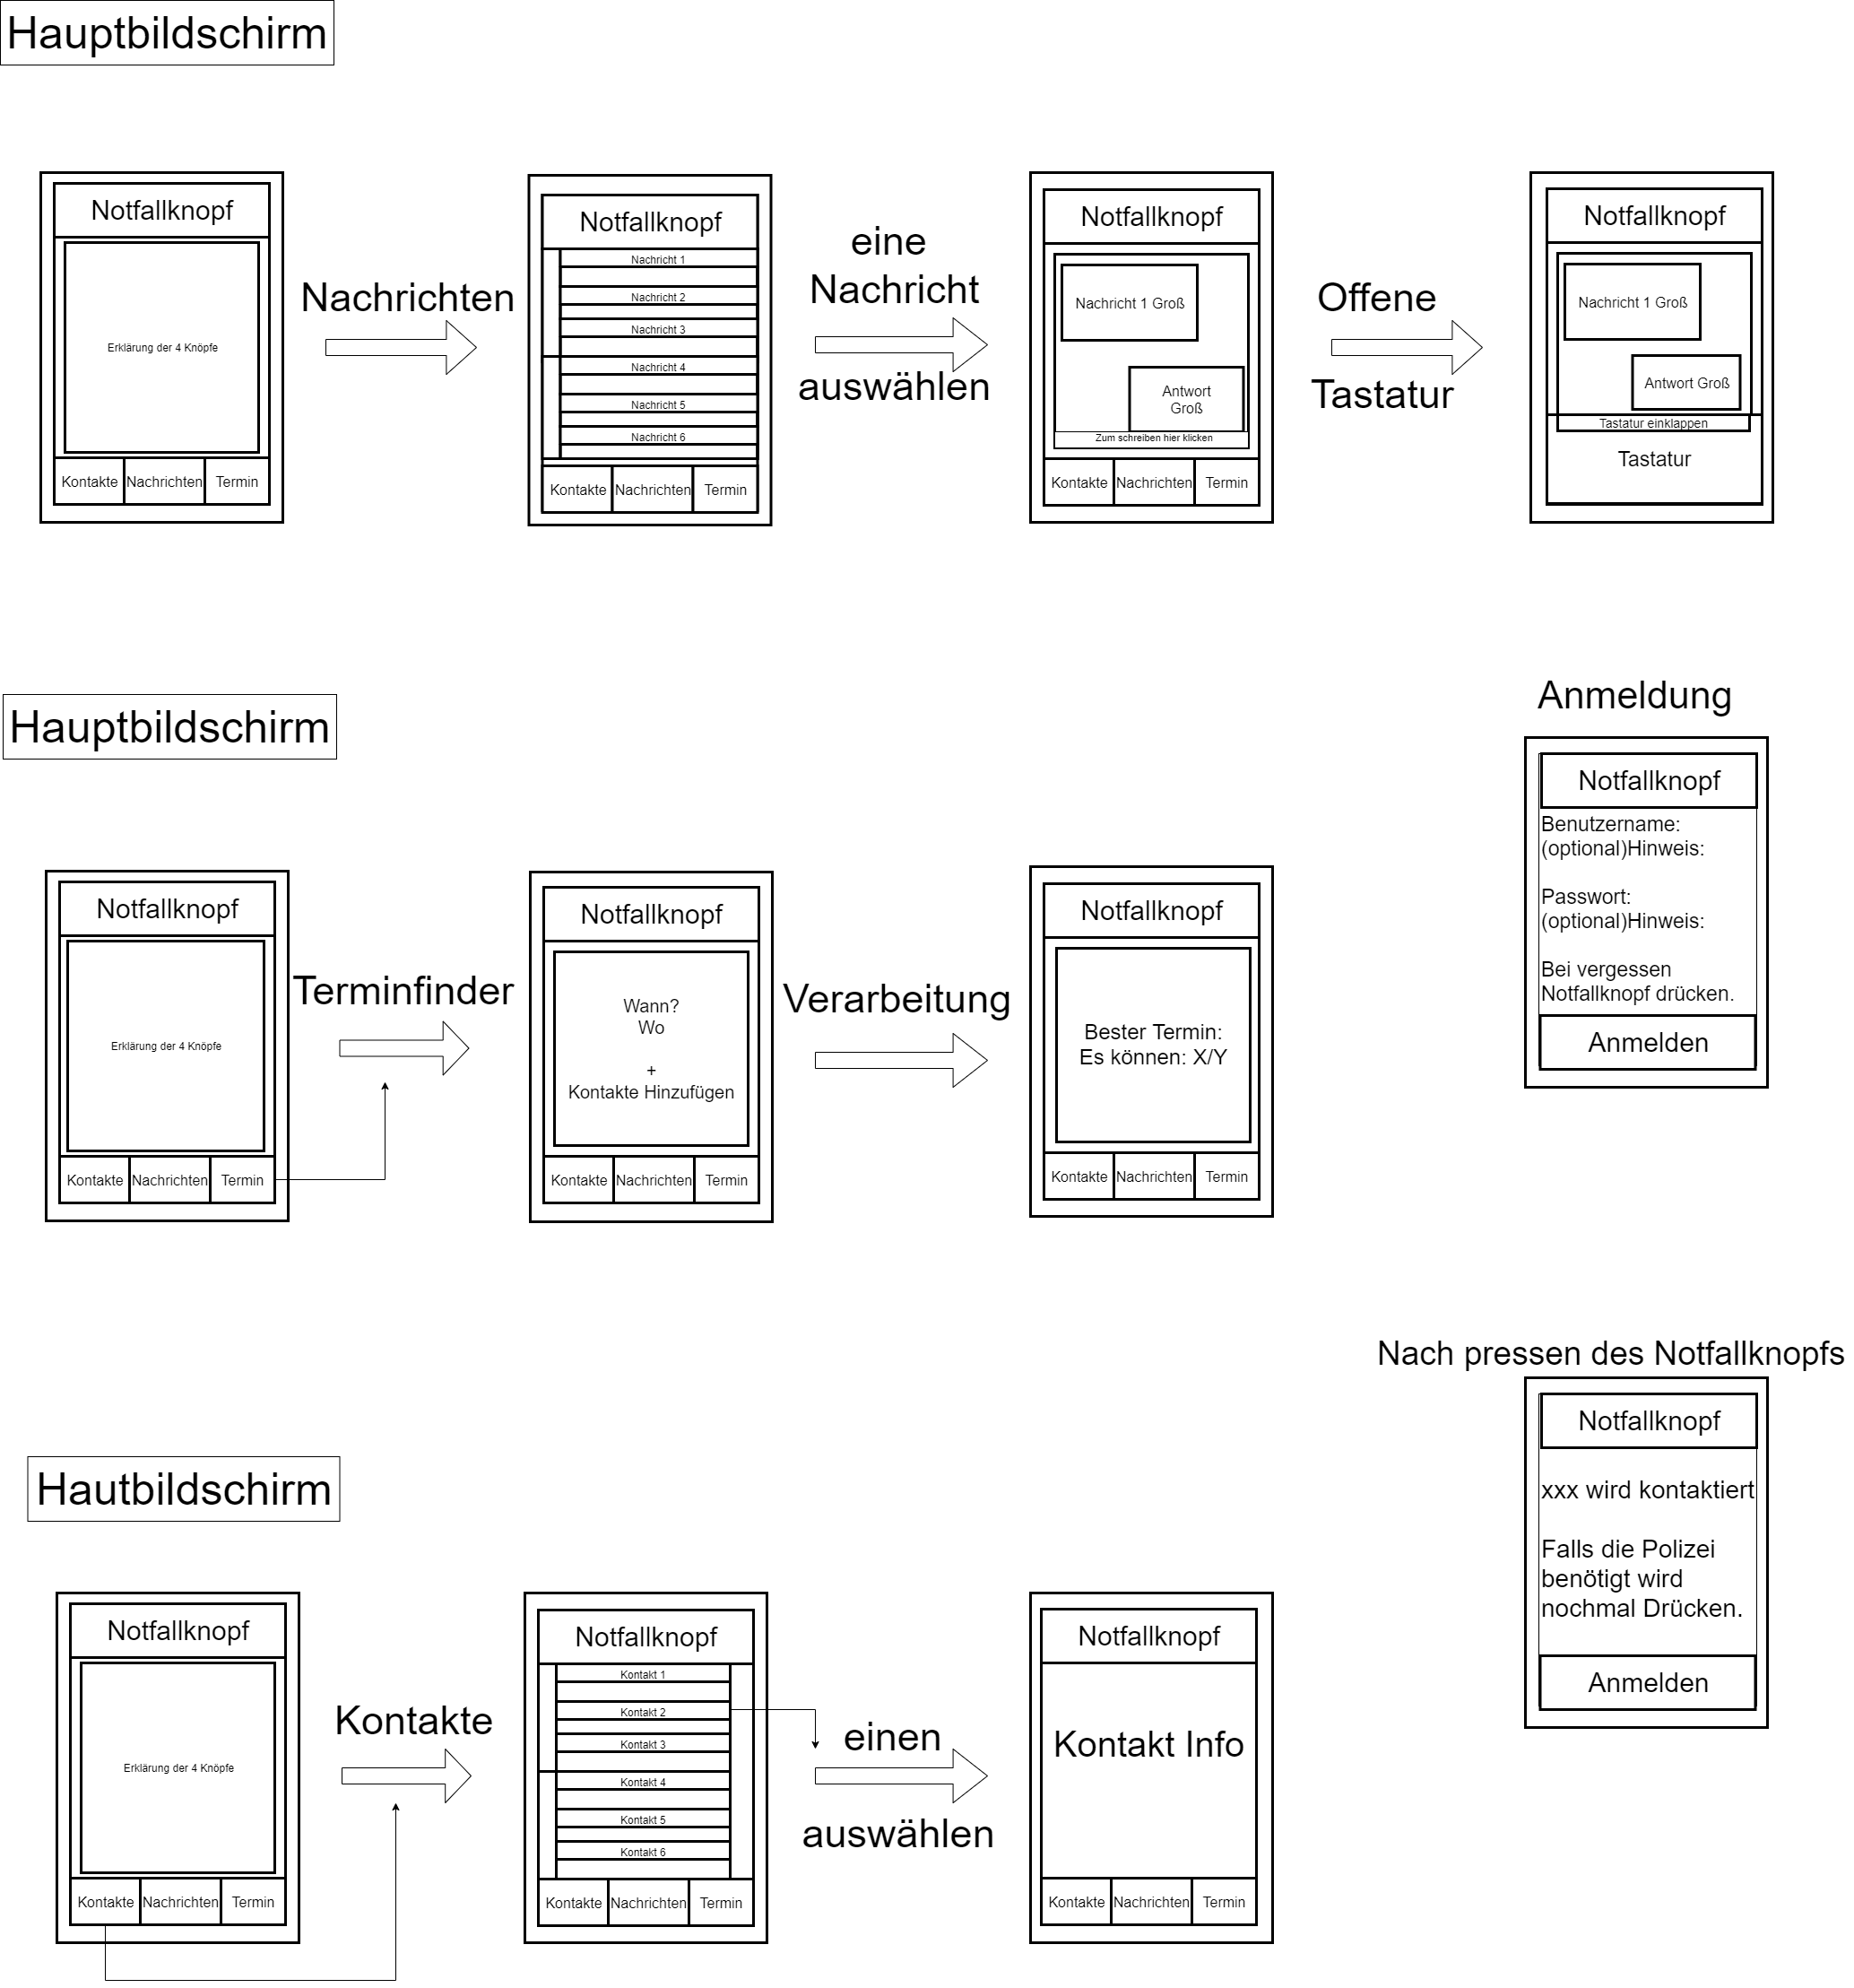 Hauptbildschirm
Notfallknopf
Erklärung der 4 Knöpfe
Kontakte
Nachrichten
Termin
Nachrichten
Notfallknopf
Nachricht 1
Nachricht 2
Nachricht 3
Nachricht 4
Nachricht 5
Nachricht 6
Kontakte
Nachrichten
Termin
eine
Nachricht
auswählen
Notfallknopf
Nachricht 1 Groß
Antwort
Groß
Zum schreiben hier klicken
Kontakte
Nachrichten
Termin
Offene
Tastatur
Notfallknopf
Nachricht 1 Groß
Antwort Groß
Tastatur einklappen
Tastatur
Hauptbildschirm
Notfallknopf
Erklärung der 4 Knöpfe
Kontakte
Nachrichten
Termin
Terminfinder
Notfallknopf
Wann?
Wo
+
Kontakte Hinzufügen
Kontakte
Nachrichten
Termin
Verarbeitung
Notfallknopf
Bester Termin:
Es können: X/Y
Kontakte
Nachrichten
Termin
Anmeldung
Notfallknopf
Benutzername:
(optional)Hinweis:
Passwort:
(optional)Hinweis:
Bei vergessen
Notfallknopf drücken.
Anmelden
Hautbildschirm
Notfallknopf
Erklärung der 4 Knöpfe
Kontakte
Nachrichten
Termin
Kontakte
Notfallknopf
Kontakt 1
Kontakt 2
Kontakt 3
Kontakt 4
Kontakt 5
Kontakt 6
Kontakte
Nachrichten
Termin
einen
auswählen
Notfallknopf
Kontakt Info
Kontakte
Nachrichten
Termin
Nach pressen des Notfallknopfs
Notfallknopf
xxx wird kontaktiert
Falls die Polizei
benötigt wird
nochmal Drücken.
Anmelden